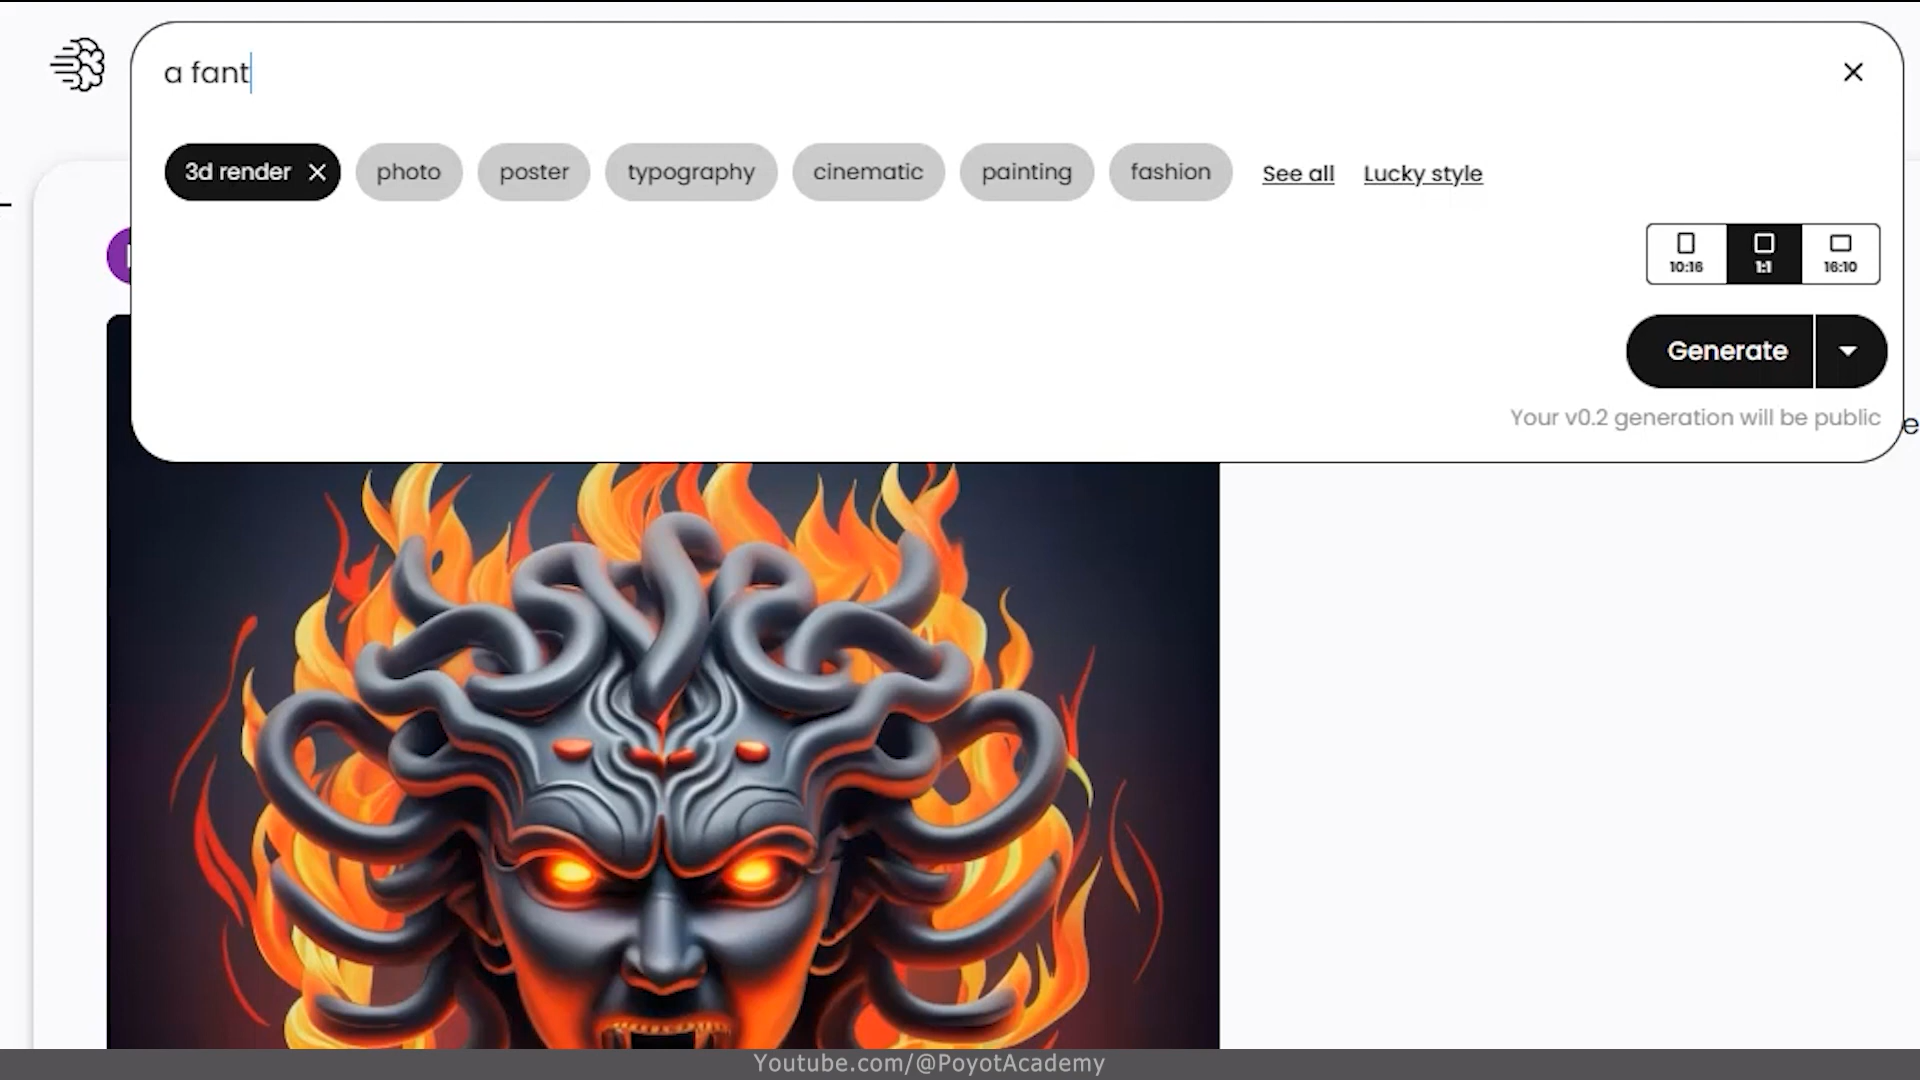 a fant
3d render photo poster typography cinematic painting fashion See all Lucky style
10:16 1:1 16:10
Generate
Your v0.2 generation will be public
e
Youtube.com/@PoyotAcademy